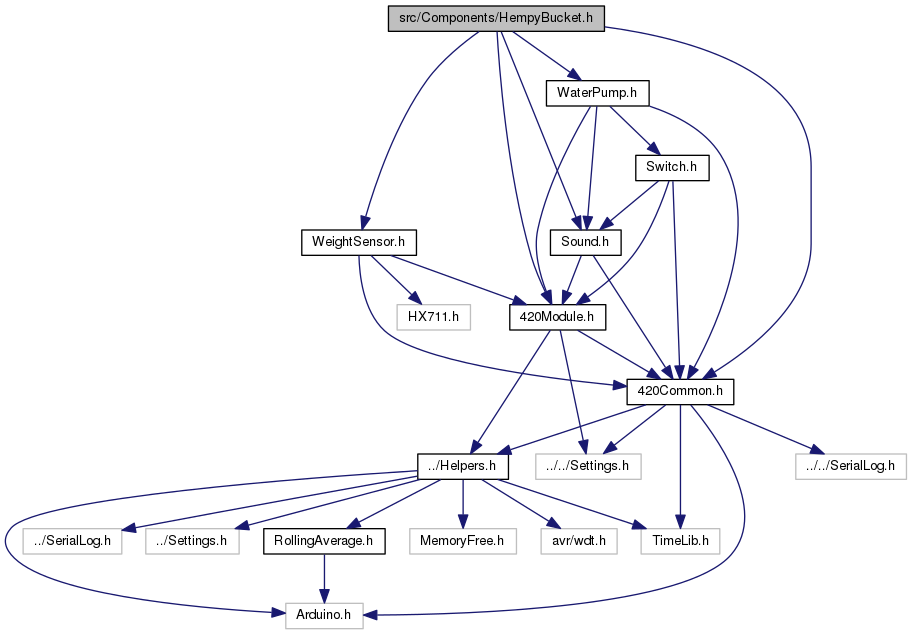 src/Components/HempyBucket.h
WaterPump.h
Switch.h
WeightSensor.h
Sound.h
HX711.h
420Module.h
420Common.h
../Helpers.h
../../Settings.h
../../SerialLog.h
../SerialLog.h
../Settings.h
RollingAverage.h
MemoryFree.h
avr/wdt.h
TimeLib.h
Arduino.h